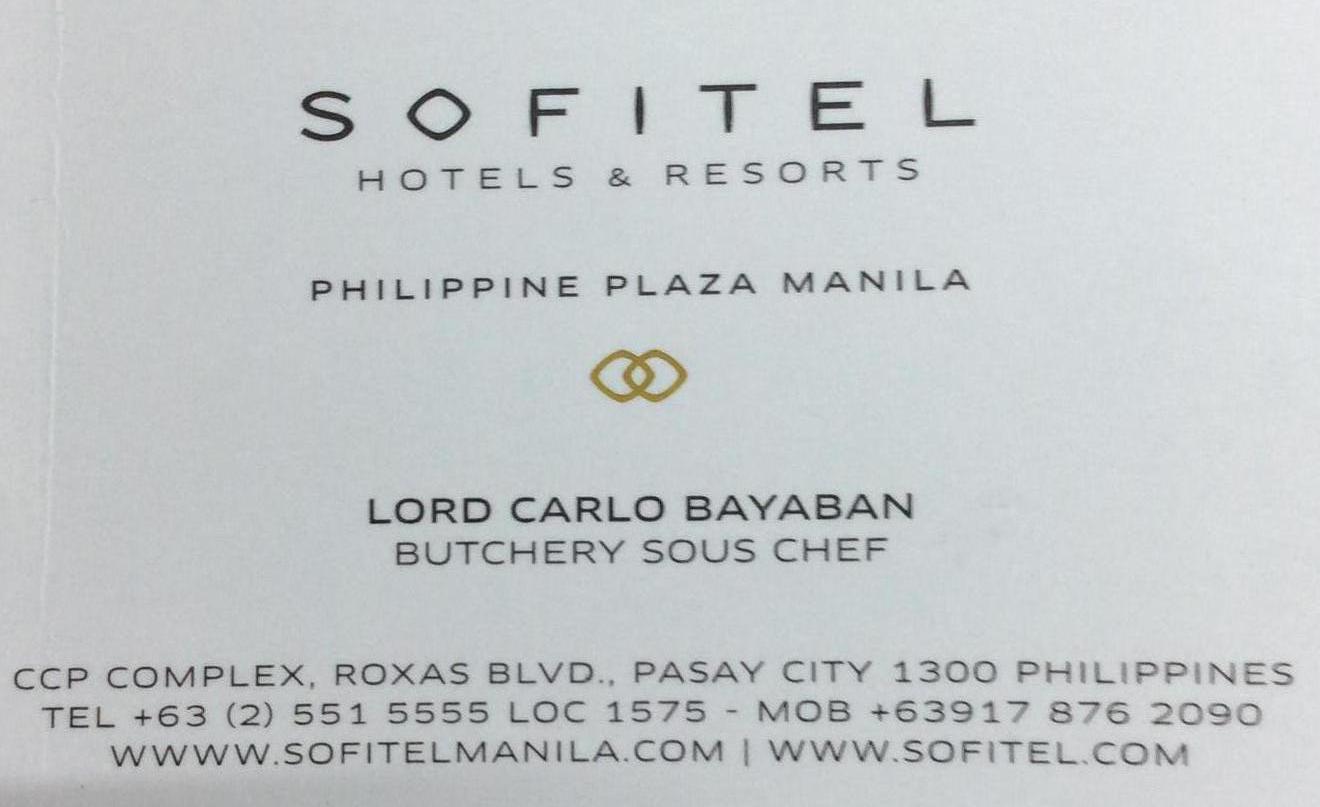 SOFITEL
HOTELS & RESORTS
PHILIPPINE PLAZA MANILA
LORD CARLO BAYABAN
BUTCHERY SOUS CHEF
CCP COMPLEX, ROXAS BLVD., PASAY CITY 1300 PHILIPPINES
TEL +63 (2) 551 5555 LOC 1575 - MOB +63917 876 2090
WWWW.SOFITELMANILA.COM | WWW.SOFITEL.COM